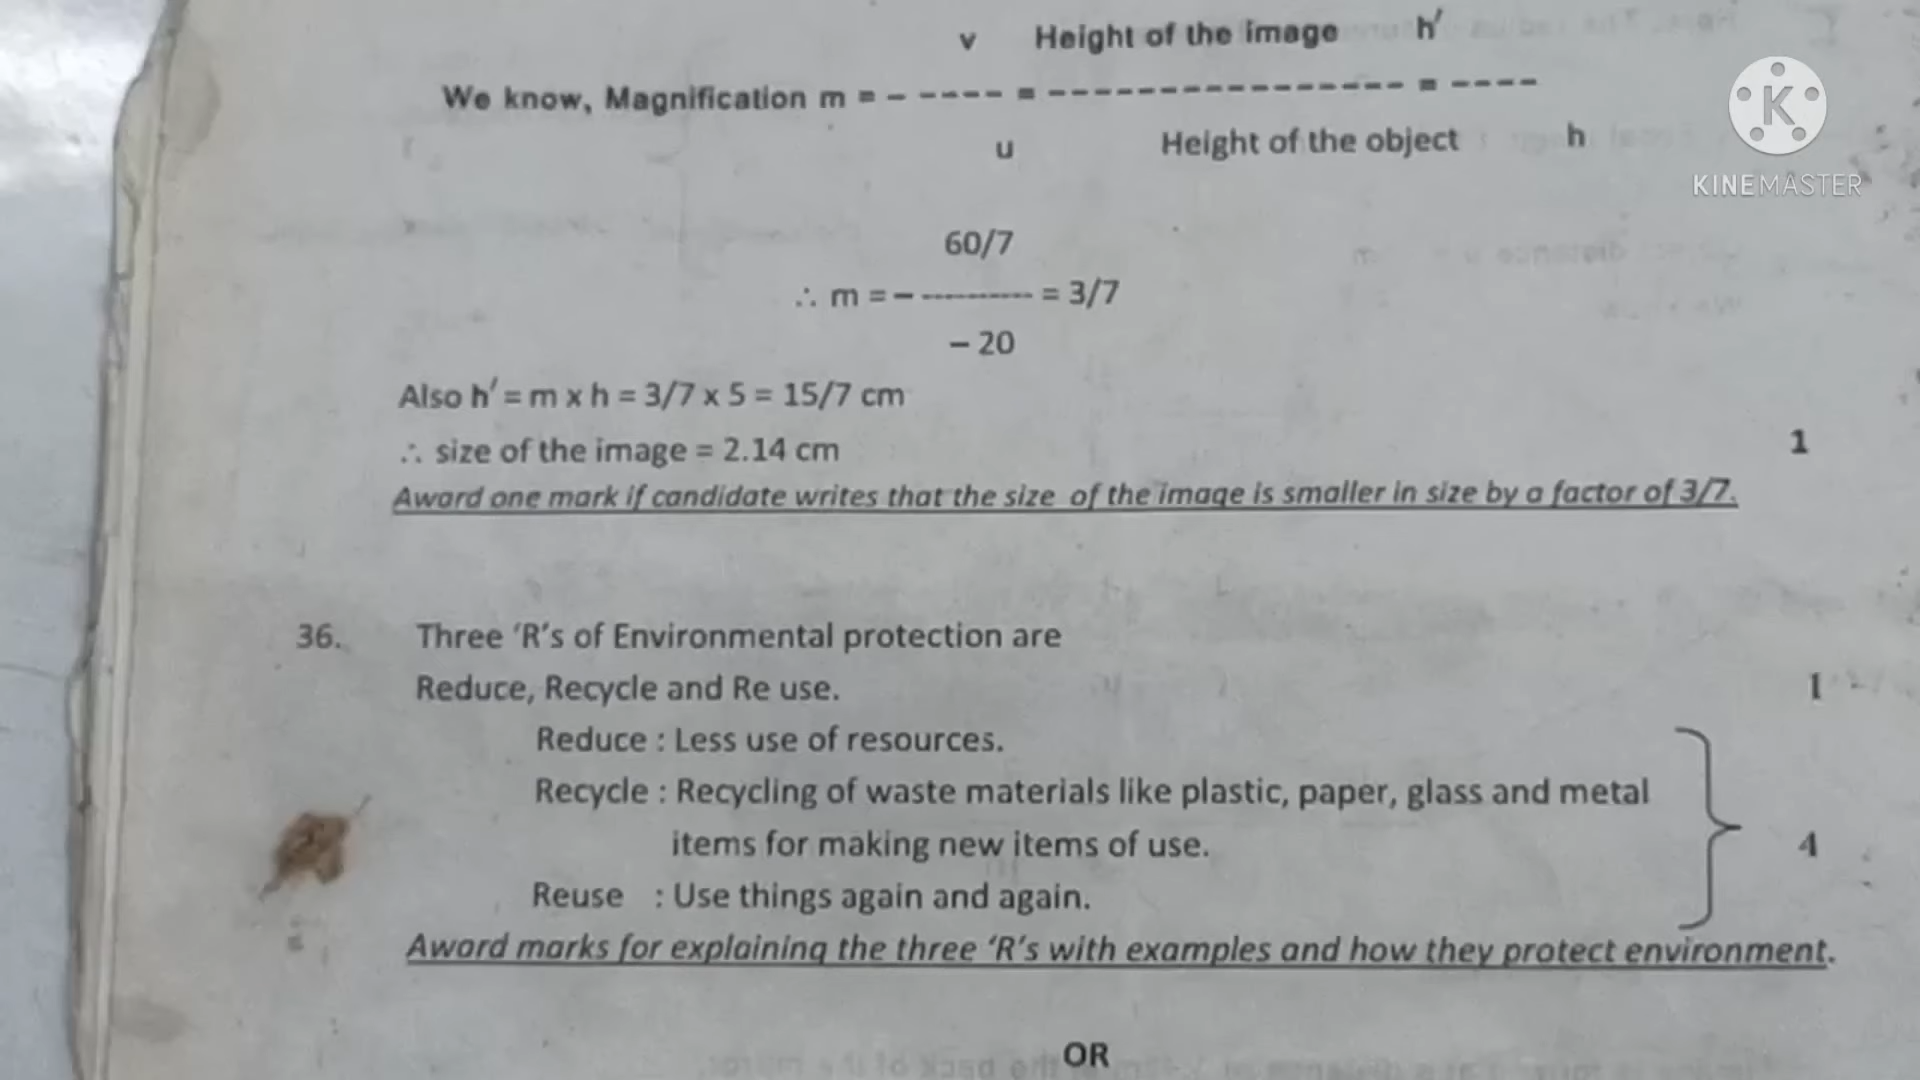 v Height of the image h'
We know, Magnification m = - ----- = ------------------ = ----
u Height of the object h
60/7
∴ m = – ---------- = 3/7
– 20
Also h' = m x h = 3/7 x 5 = 15/7 cm
∴ size of the image = 2.14 cm 1
Award one mark if candidate writes that the size of the image is smaller in size by a factor of 3/7.
36. Three ‘R’s of Environmental protection are
Reduce, Recycle and Re use. 1
Reduce : Less use of resources.
Recycle : Recycling of waste materials like plastic, paper, glass and metal
items for making new items of use. 4
Reuse : Use things again and again.
Award marks for explaining the three ‘R’s with examples and how they protect environment.
OR
K
KINEMASTER